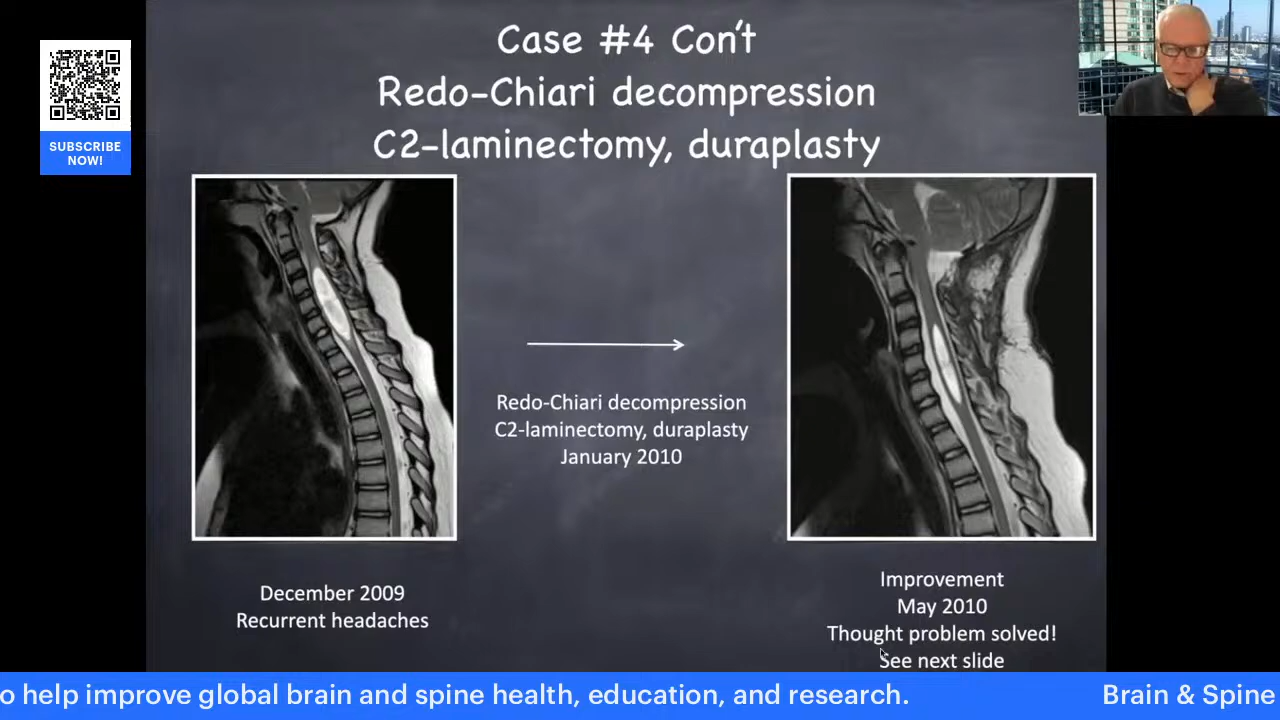 Case #4 Con't
Redo-Chiari decompression
C2-laminectomy, duraplasty
SUBSCRIBE
NOW!
Redo-Chiari decompression
C2-laminectomy, duraplasty
January 2010
December 2009
Recurrent headaches
Improvement
May 2010
Thought problem solved!
See next slide
o help improve global brain and spine health, education, and research.
Brain & Spine